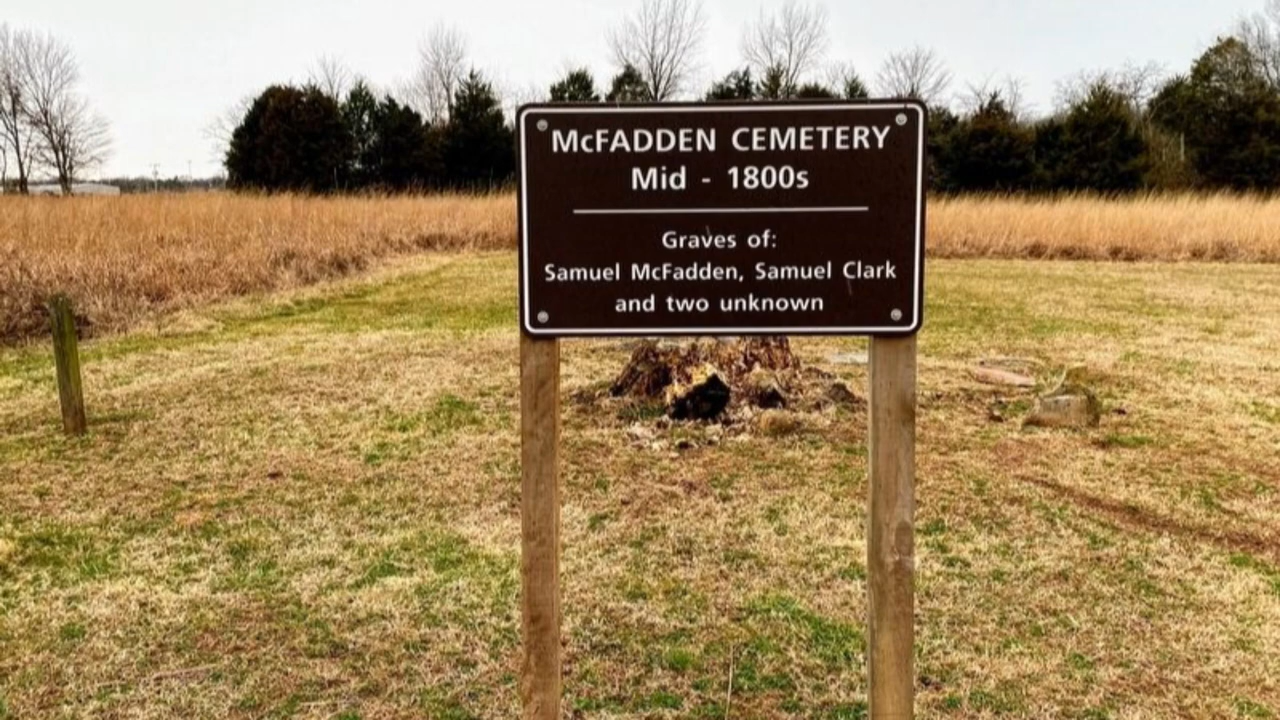 McFADDEN CEMETERY
Mid - 1800s
Graves of:
Samuel McFadden, Samuel Clark
and two unknown